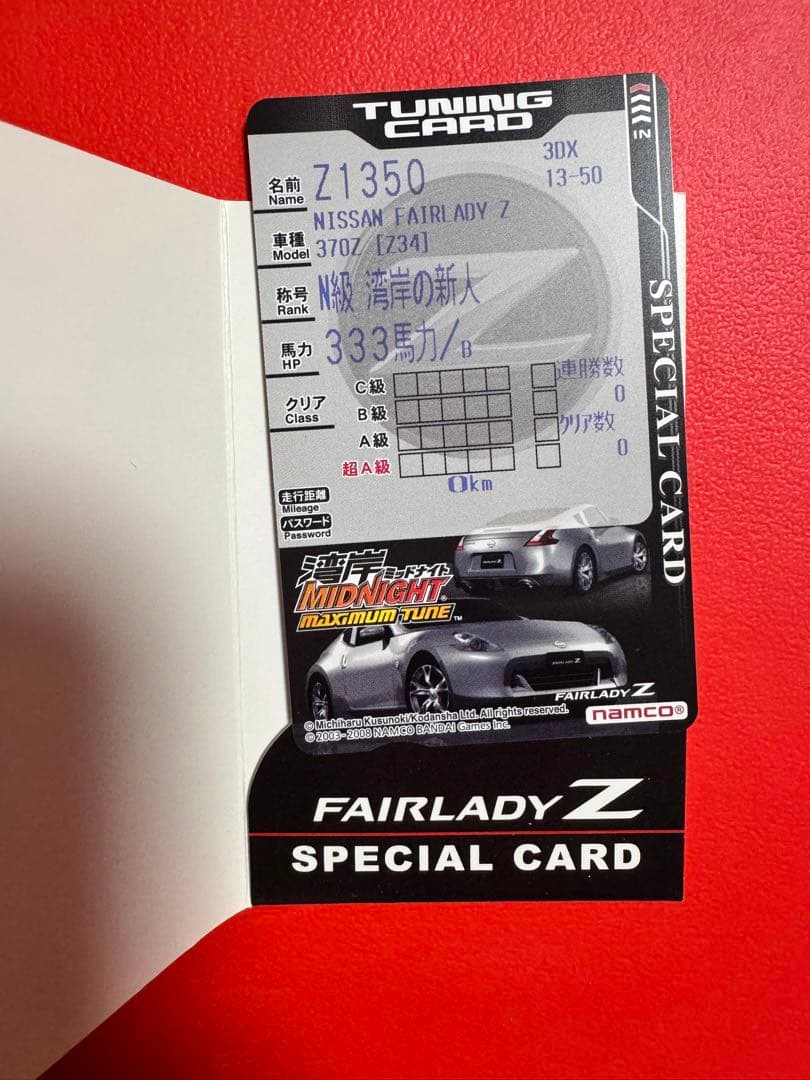 TUNING
CARD
IN
3DX
13-50
名前
Name
Z1350
車種
Model
NISSAN FAIRLADY Z
370Z [Z34]
称号
Rank
N級 湾岸の新人
馬力
HP
333馬力/B
クリア
Class
C級
B級
A級
超A級
連勝数
0
クリア数
0
走行距離
Mileage
0km
パスワード
Password
SPECIAL CARD
湾岸
ミッドナイト
MIDNIGHT®
MAXIMUM TUNE™
FAIRLADY Z
FAIRLADY Z
FAIRLADY Z
© Michiharu Kusunoki/Kodansha Ltd. All rights reserved.
© 2003-2008 NAMCO BANDAI Games Inc.
namco®
FAIRLADY Z
SPECIAL CARD